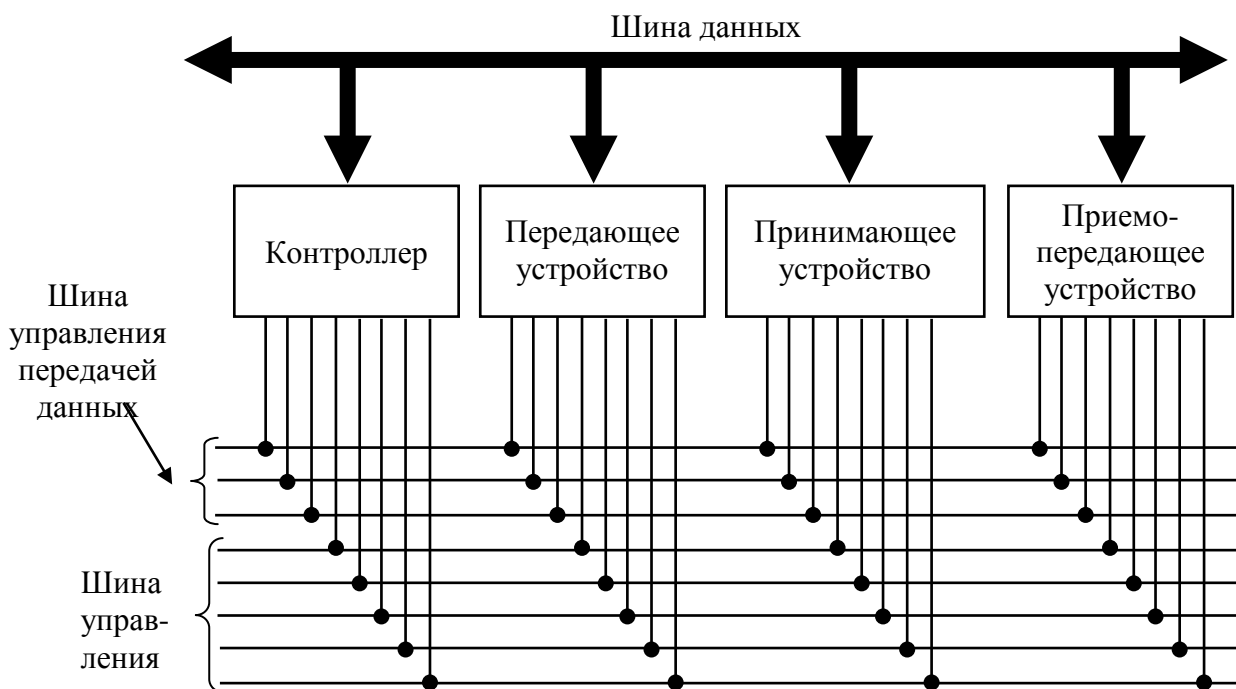 Шина данных
Контроллер
Передающее
устройство
Принимающее
устройство
Приемо-
передающее
устройство
Шина
управления
передачей
данных
Шина
управ-
ления